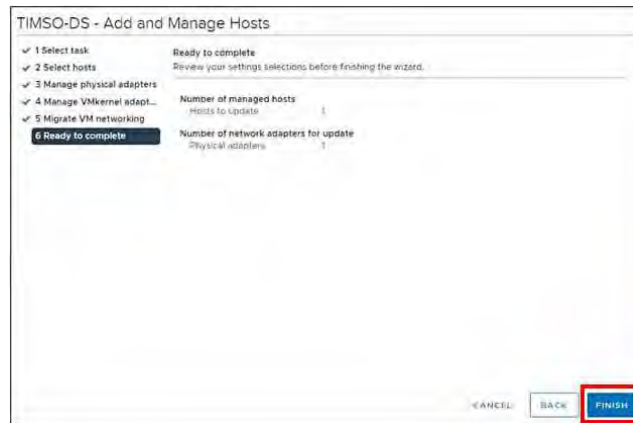 TIMSO-DS - Add and Manage Hosts
✓ 1 Select task
✓ 2 Select hosts
✓ 3 Manage physical adapters
✓ 4 Manage VMkernel adapt...
✓ 5 Migrate VM networking
6 Ready to complete
Ready to complete
Review your settings selections before finishing the wizard.
Number of managed hosts
Hosts to update 1
Number of network adapters for update
Physical adapters 1
CANCEL BACK FINISH